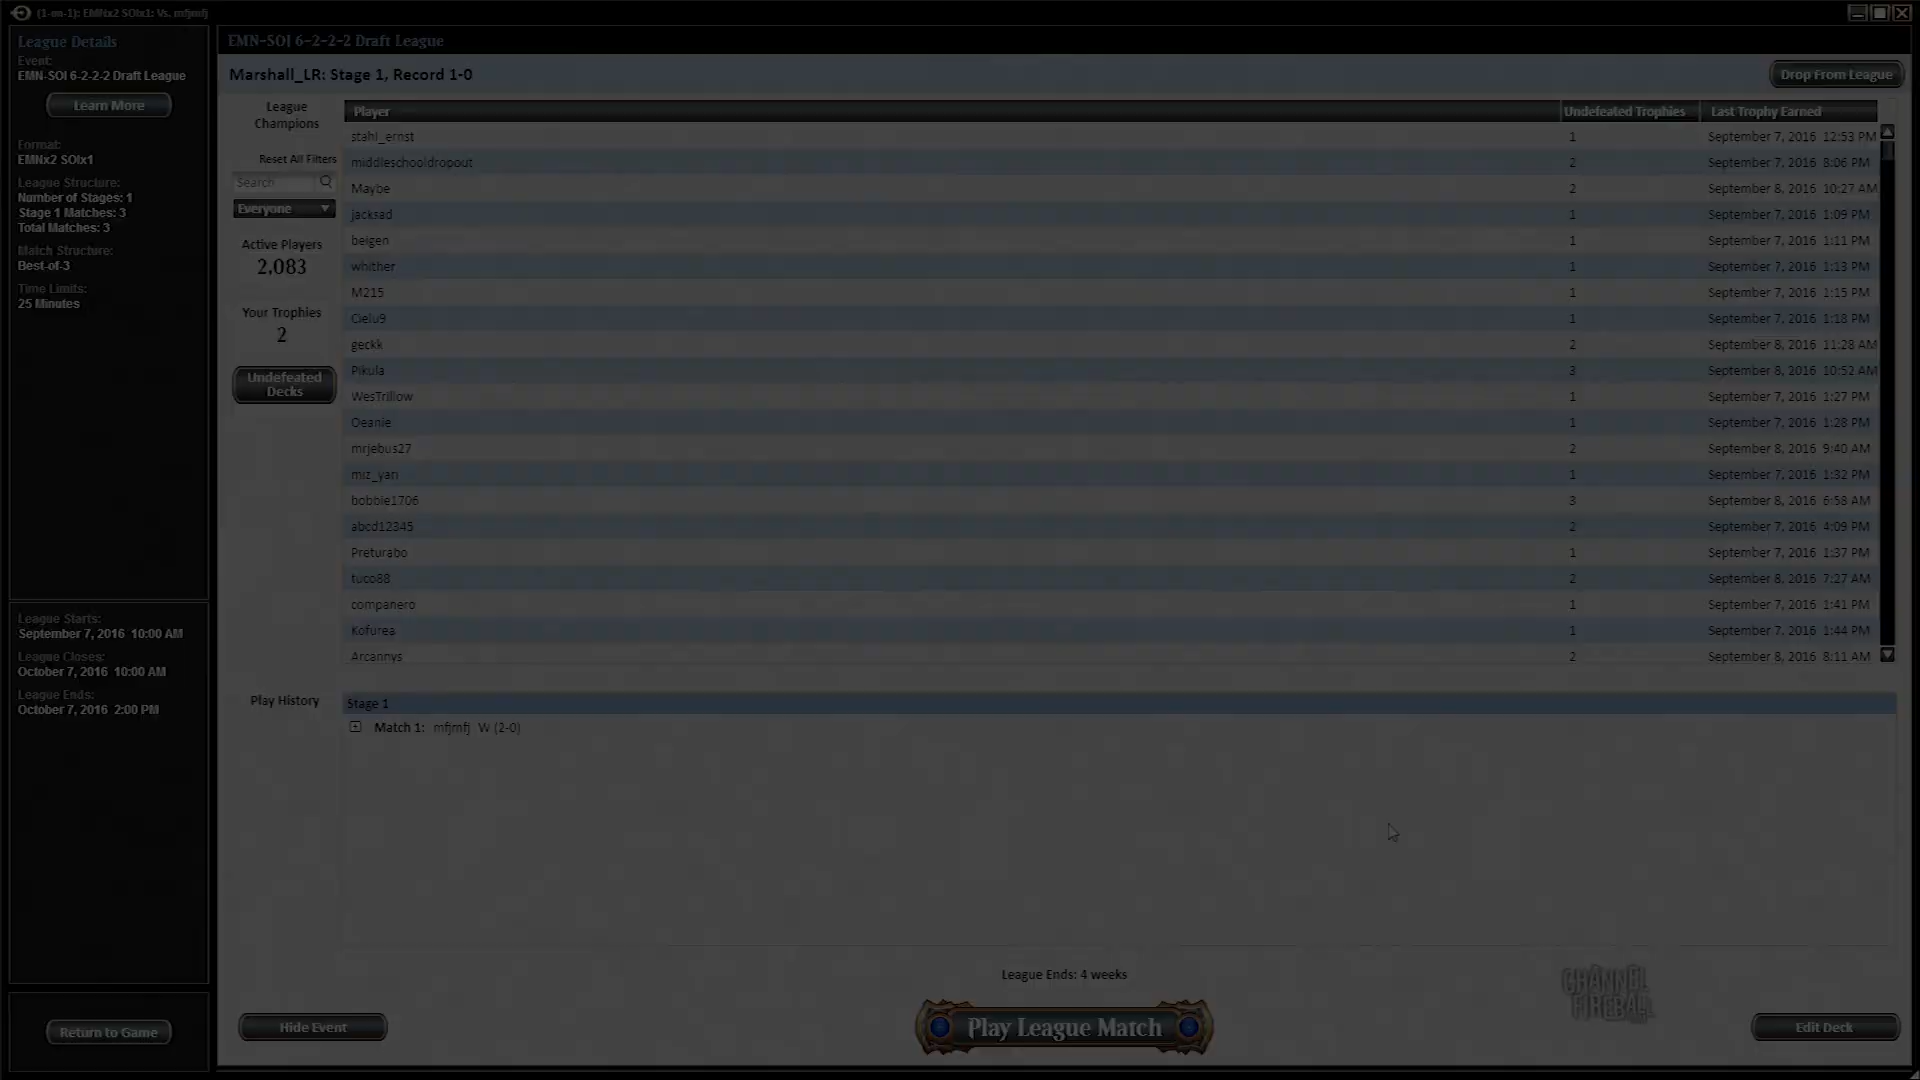 (1-on-1): EMNx2 SOIx1: Vs. mfjmfj
League Details
Event:
EMN-SOI 6-2-2-2 Draft League
Learn More
Format:
EMNx2 SOIx1
League Structure:
Number of Stages: 1
Stage 1 Matches: 3
Total Matches: 3
Match Structure:
Best-of-3
Time Limits:
25 Minutes
League Starts:
September 7, 2016 10:00 AM
League Closes:
October 7, 2016 10:00 AM
League Ends:
October 7, 2016 2:00 PM
Return to Game
EMN-SOI 6-2-2-2 Draft League
Marshall_LR: Stage 1, Record 1-0
Drop From League
League
Champions
Reset All Filters
Search
Everyone
Active Players
2,083
Your Trophies
2
Undefeated
Decks
Player Undefeated Trophies Last Trophy Earned
stahl_ernst 1 September 7, 2016 12:53 PM
middleschooldropout 2 September 7, 2016 8:06 PM
Maybe 2 September 8, 2016 10:27 AM
jacksad 1 September 7, 2016 1:09 PM
beigen 1 September 7, 2016 1:11 PM
whither 1 September 7, 2016 1:13 PM
M215 1 September 7, 2016 1:15 PM
Cielu9 1 September 7, 2016 1:18 PM
geckk 2 September 8, 2016 11:28 AM
Pikula 3 September 8, 2016 10:52 AM
WesTrillow 1 September 7, 2016 1:27 PM
Oeanie 1 September 7, 2016 1:28 PM
mrjebus27 2 September 8, 2016 9:40 AM
miz_yari 1 September 7, 2016 1:32 PM
bobbie1706 3 September 8, 2016 6:58 AM
abcd12345 2 September 7, 2016 4:09 PM
Preturabo 1 September 7, 2016 1:37 PM
tuco88 2 September 8, 2016 7:27 AM
companero 1 September 7, 2016 1:41 PM
Kofurea 1 September 7, 2016 1:44 PM
Arcannys 2 September 8, 2016 8:11 AM
Play History
Stage 1
Match 1: mfjmfj W (2-0)
League Ends: 4 weeks
Hide Event
Play League Match
Edit Deck
CHANNEL
FIREBALL